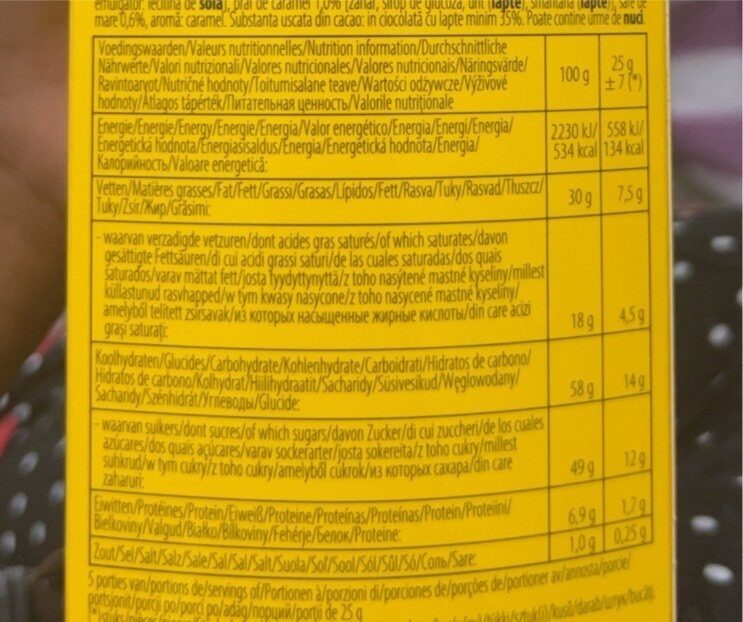 emulgator: lecitină de soia), praf de caramel 1,0% (zahăr, sirop de glucoză, unt (lapte), smântână (lapte), sare de
mare 0,6%, aromă: caramel. Substanta uscata din cacao: in ciocolată cu lapte minim 35%. Poate contine urme de nuci.
Voedingswaarden/Valeurs nutritionnelles/Nutrition information/Durchschnittliche
Nährwerte/Valori nutrizionali/Valores nutricionales/Valores nutricionais/Näringsvärde/
Ravintoarvot/Nutričné hodnoty/Toitumisalane teave/Wartości odżywcze/Výživové
hodnoty/Átlagos tápérték/Питательная ценность/Valorile nutriționale
100 g
25 g
±7 (*)
Energie/Énergie/Energy/Energie/Energia/Valor energético/Energia/Energi/Energia/
Energetická hodnota/Energiasisaldus/Energia/Energetická hodnota/Energia/
Калорийность/Valoare energetică:
2230 kJ/ 558 kJ/
534 kcal 134 kcal
Vetten/Matières grasses/Fat/Fett/Grassi/Grasas/Lípidos/Fett/Rasva/Tuky/Rasvad/Tłuszcz/
Tuky/Zsír/Жир/Grăsimi:
30 g 7,5 g
- waarvan verzadigde vetzuren/dont acides gras saturés/of which saturates/davon
gesättigte Fettsäuren/di cui acidi grassi saturi/de las cuales saturadas/dos quais
saturados/varav mättat fett/josta tyydyttynyttä/z toho nasýtené mastné kyseliny/millest
küllastunud rasvhapped/w tym kwasy nasycone/z toho nasycené mastné kyseliny/
amelyből telített zsírsavak/из которых насыщенные жирные кислоты/din care acizi
grași saturați:
18 g 4,5 g
Koolhydraten/Glucides/Carbohydrate/Kohlenhydrate/Carboidrati/Hidratos de carbono/
Hidratos de carbono/Kolhydrat/Hiilihydraatit/Sacharidy/Süsivesikud/Węglowodany/
Sacharidy/Szénhidrát/Углеводы/Glucide:
58 g 14 g
- waarvan suikers/dont sucres/of which sugars/davon Zucker/di cui zuccheri/de los cuales
azúcares/dos quais açúcares/varav sockerarter/josta sokereita/z toho cukry/millest
suhkrud/w tym cukry/z toho cukry/amelyből cukrok/из которых сахара/din care
zaharuri:
49 g 12 g
Eiwitten/Protéines/Protein/Eiweiß/Proteine/Proteínas/Proteínas/Protein/Proteiini/
Bielkoviny/Valgud/Białko/Bílkoviny/Fehérje/Белок/Proteine:
6,9 g 1,7 g
Zout/Sel/Salt/Salz/Sale/Sal/Sal/Salt/Suola/Soľ/Sool/Sól/Sůl/Só/Соль/Sare:
1,0 g 0,25 g
5 porties van/portions de/servings of/Portionen à/porzioni di/porciones de/porções de/portioner av/annosta/porcie/
portsjonit/porcji po/porcí po/adag/порций/porții de 25 g